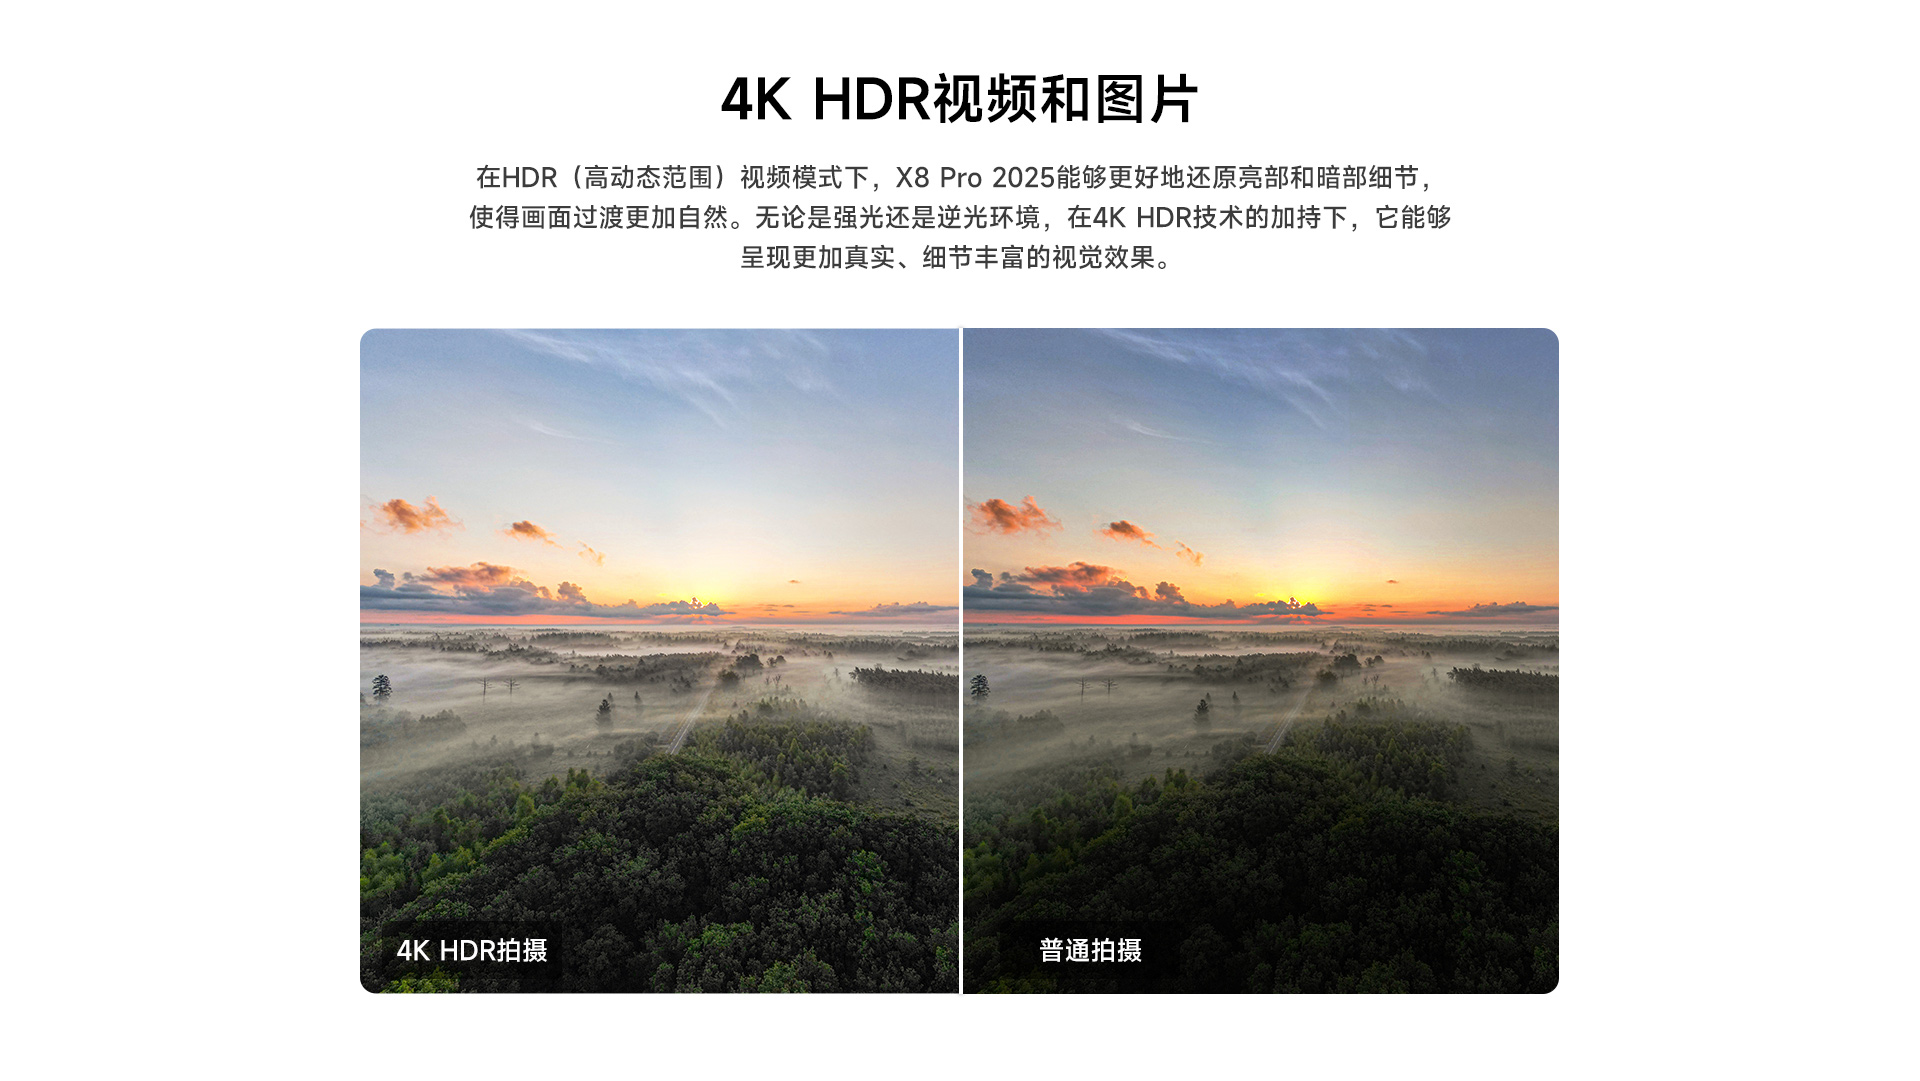 4K HDR视频和图片
在HDR（高动态范围）视频模式下，X8 Pro 2025能够更好地还原亮部和暗部细节，
使得画面过渡更加自然。无论是强光还是逆光环境，在4K HDR技术的加持下，它能够
呈现更加真实、细节丰富的视觉效果。
4K HDR拍摄
普通拍摄